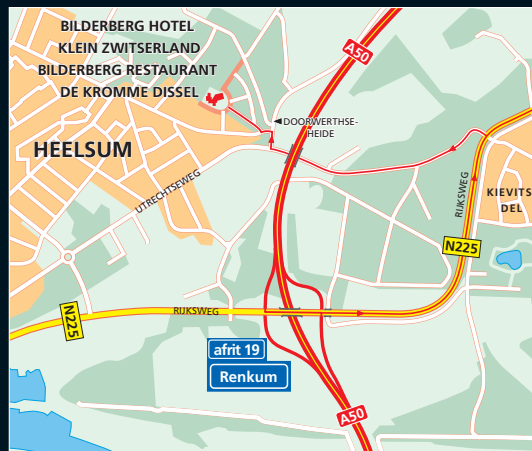 BILDERBERG HOTEL
KLEIN ZWITSERLAND
BILDERBERG RESTAURANT
DE KROMME DISSEL
A50
DOORWERTHSE-
HEIDE
HEELSUM
UTRECHTSEWEG
RIJKSWEG
KIEVITS
DEL
N225
N225
RIJKSWEG
afrit 19
Renkum
A50